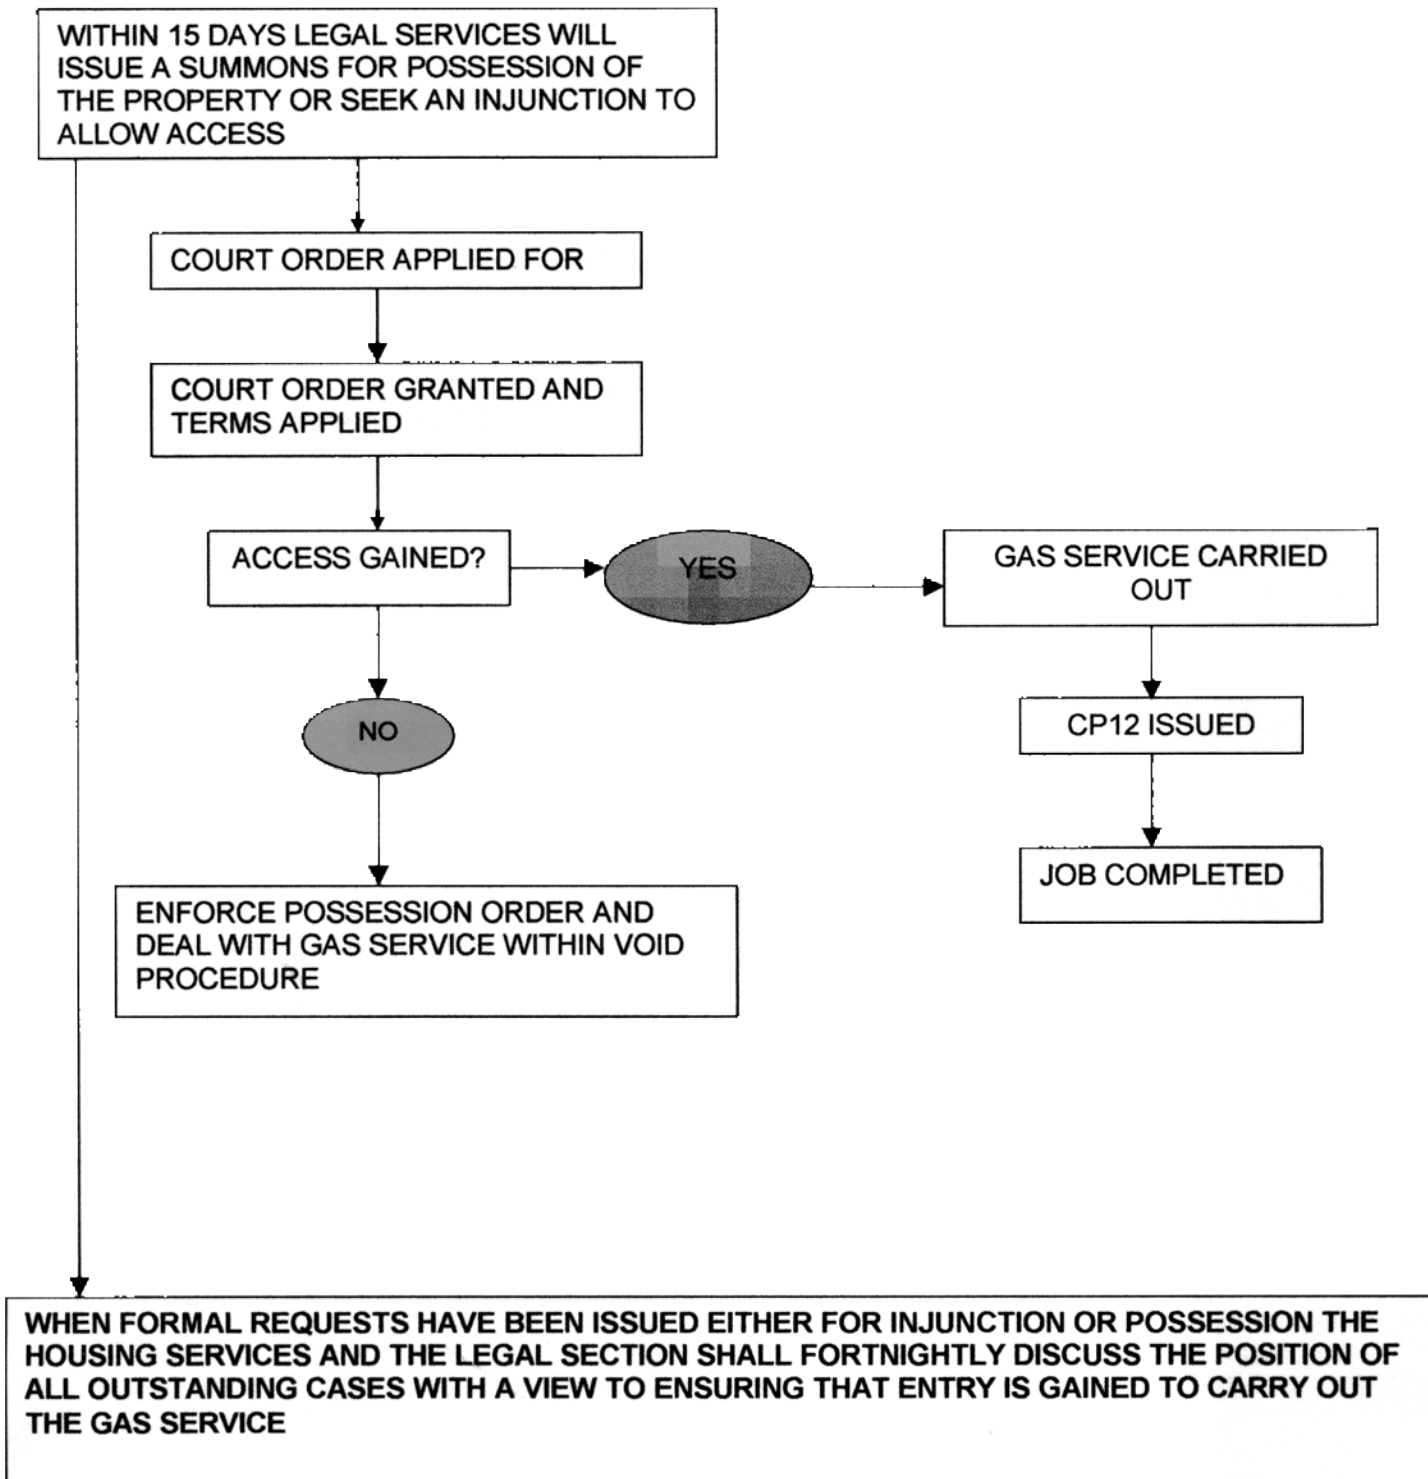 WITHIN 15 DAYS LEGAL SERVICES WILL
ISSUE A SUMMONS FOR POSSESSION OF
THE PROPERTY OR SEEK AN INJUNCTION TO
ALLOW ACCESS
COURT ORDER APPLIED FOR
COURT ORDER GRANTED AND
TERMS APPLIED
ACCESS GAINED?
YES
GAS SERVICE CARRIED
OUT
NO
CP12 ISSUED
JOB COMPLETED
ENFORCE POSSESSION ORDER AND
DEAL WITH GAS SERVICE WITHIN VOID
PROCEDURE
WHEN FORMAL REQUESTS HAVE BEEN ISSUED EITHER FOR INJUNCTION OR POSSESSION THE
HOUSING SERVICES AND THE LEGAL SECTION SHALL FORTNIGHTLY DISCUSS THE POSITION OF
ALL OUTSTANDING CASES WITH A VIEW TO ENSURING THAT ENTRY IS GAINED TO CARRY OUT
THE GAS SERVICE